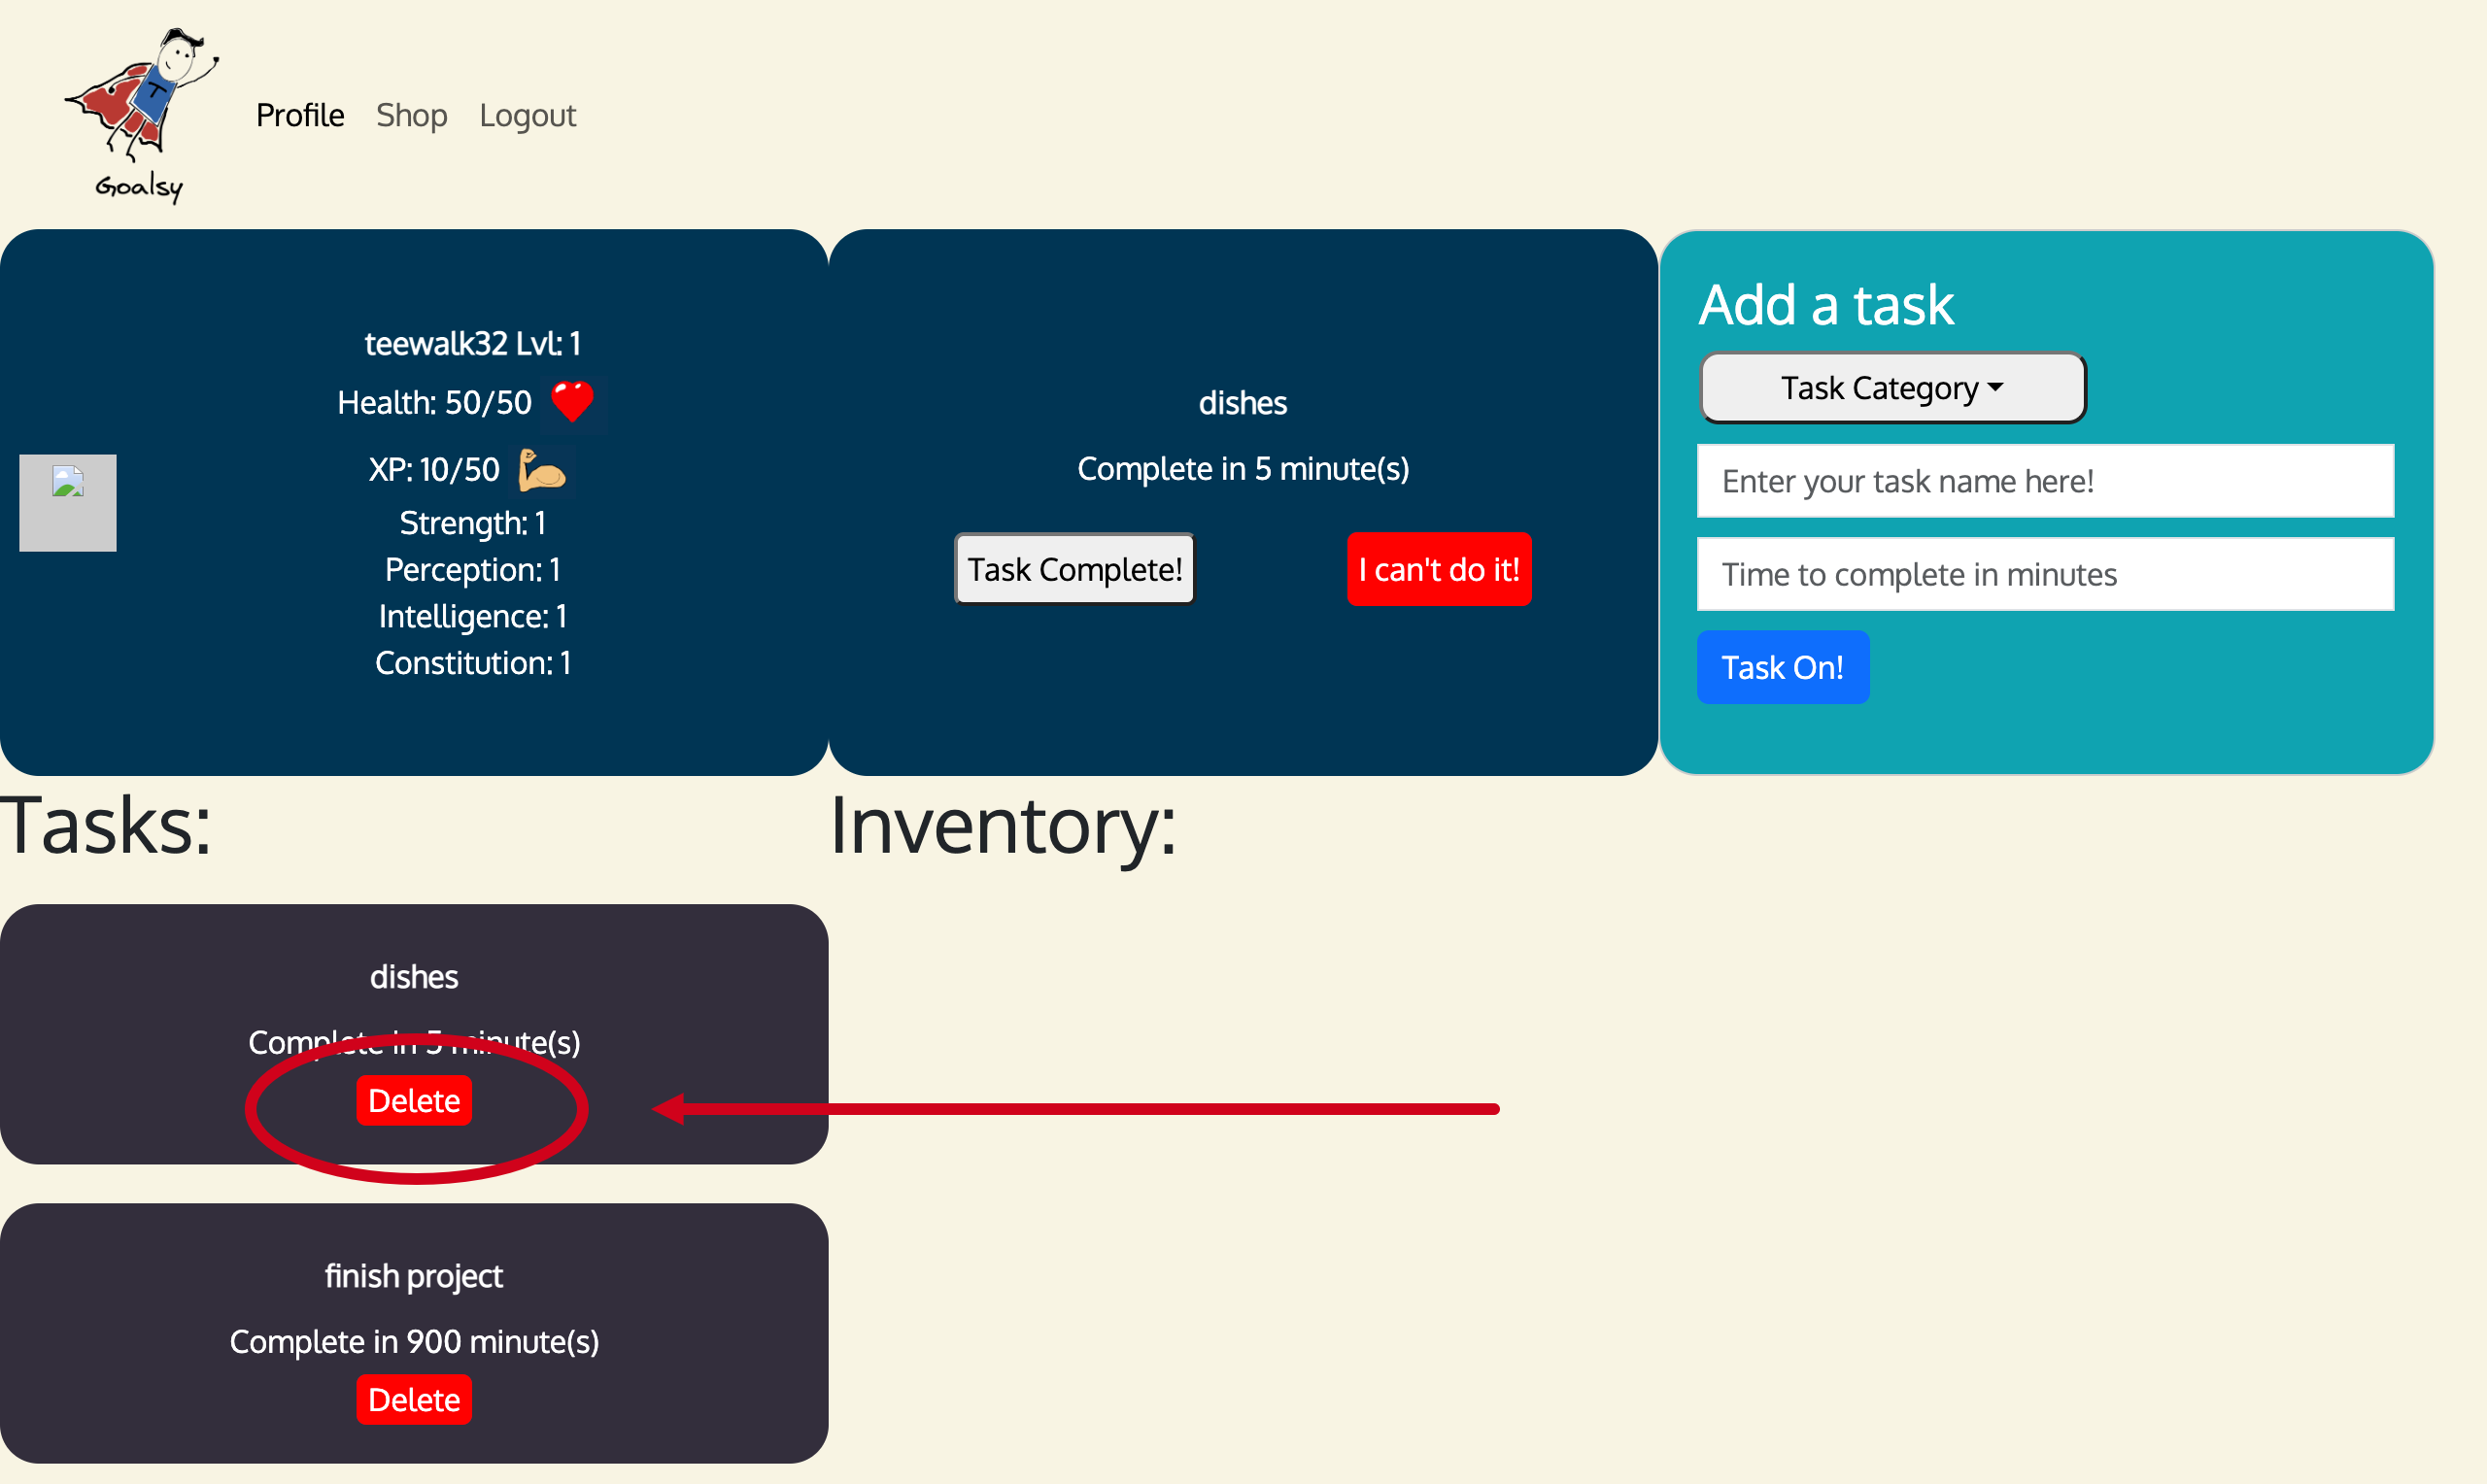 T
Goalsy
Profile Shop Logout
teewalk32 Lvl: 1
Health: 50/50
XP: 10/50
Strength: 1
Perception: 1
Intelligence: 1
Constitution: 1
dishes
Complete in 5 minute(s)
Task Complete! I can't do it!
Add a task
Task Category
Enter your task name here!
Time to complete in minutes
Task On!
Tasks:
dishes
Complete in 5 minute(s)
Delete
finish project
Complete in 900 minute(s)
Delete
Inventory: